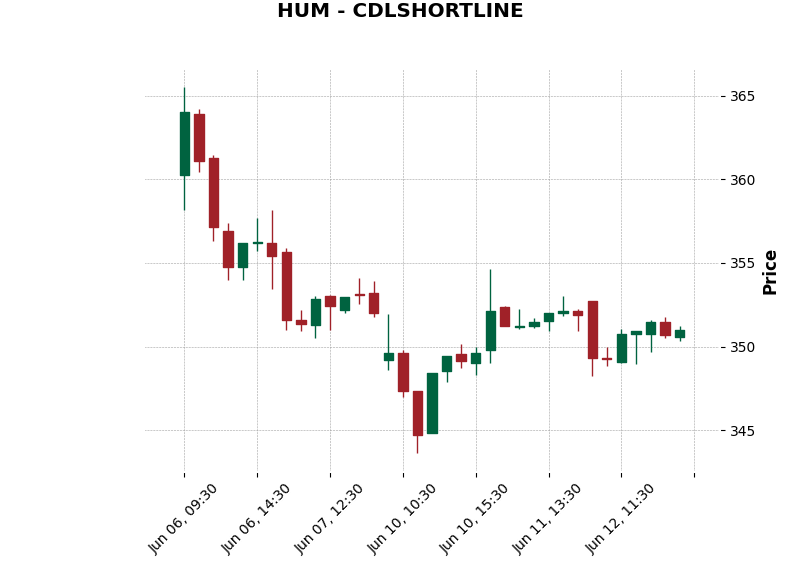 HUM - CDLSHORTLINE
365
360
355
350
345
Price
Jun 06, 09:30
Jun 06, 14:30
Jun 07, 12:30
Jun 10, 10:30
Jun 10, 15:30
Jun 11, 13:30
Jun 12, 11:30